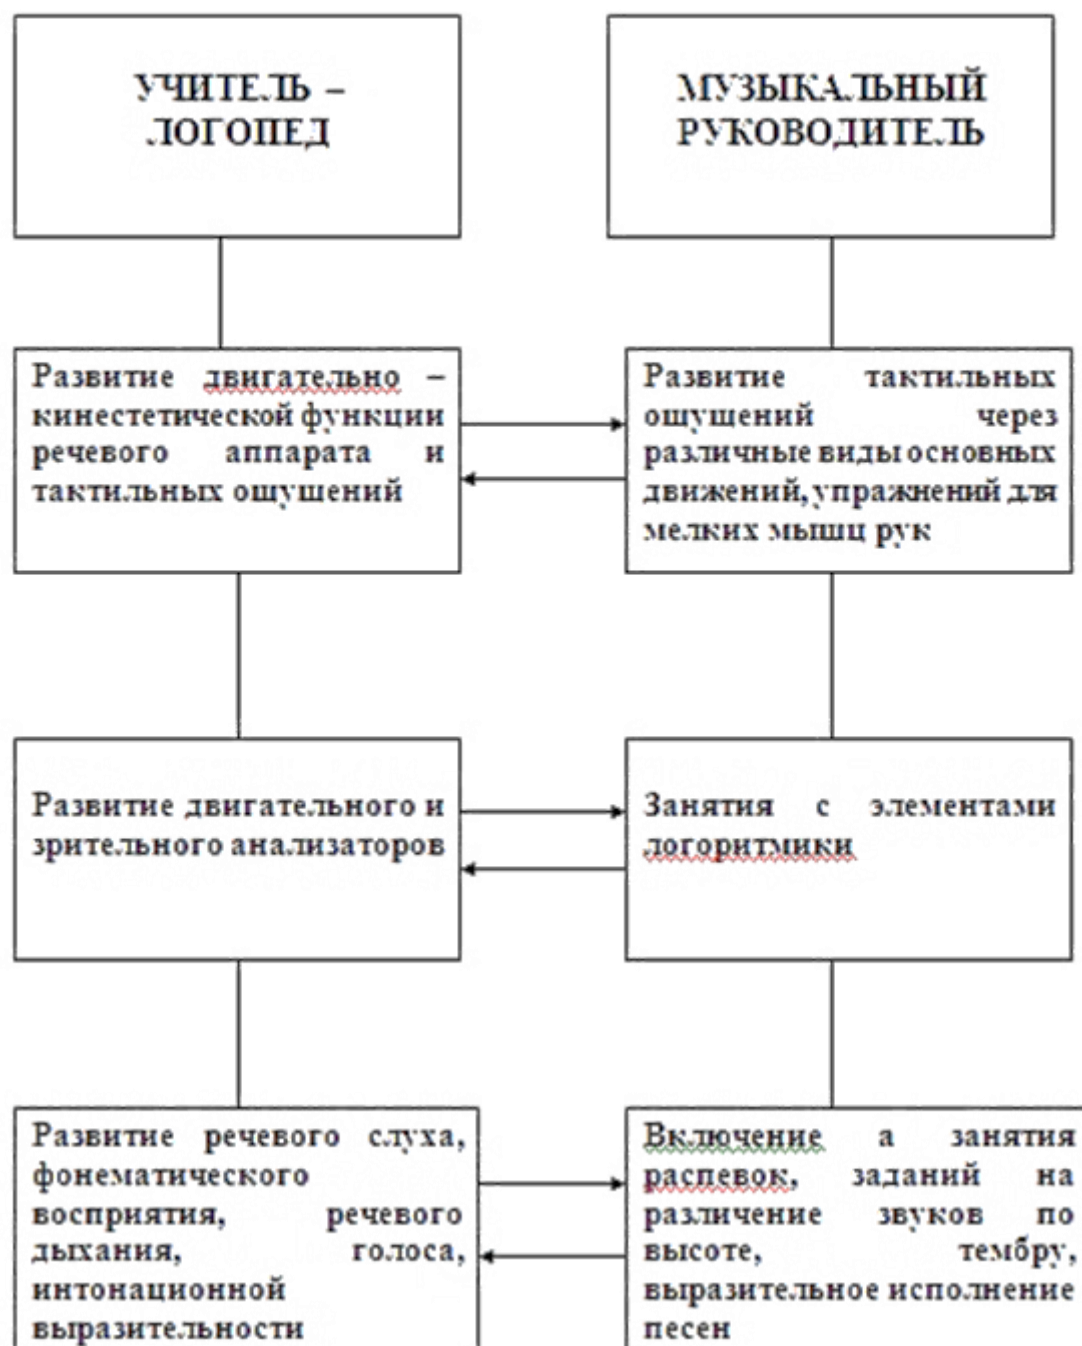 УЧИТЕЛЬ –
ЛОГОПЕД
МУЗЫКАЛЬНЫЙ
РУКОВОДИТЕЛЬ
Развитие двигательно –
кинестетической функции
речевого аппарата и
тактильных ощущений
Развитие тактильных
ощущений через
различные виды основных
движений, упражнений для
мелких мышц рук
Развитие двигательного и
зрительного анализаторов
Занятия с элементами
логоритмики
Развитие речевого слуха,
фонематического
восприятия, речевого
дыхания, голоса,
интонационной
выразительности
Включение а занятия
распевок, заданий на
различение звуков по
высоте, тембру,
выразительное исполнение
песен